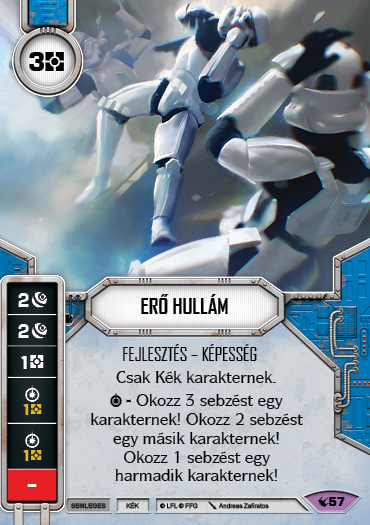 3
ERŐ HULLÁM
2
2
1
1
1
–
FEJLESZTÉS – KÉPESSÉG
Csak Kék karakternek.
- Okozz 3 sebzést egy
karakternek! Okozz 2 sebzést
egy másik karakternek!
Okozz 1 sebzést egy
harmadik karakternek!
SEMLEGES
KÉK
© LFL © FFG
Andreas Zafiratos
57